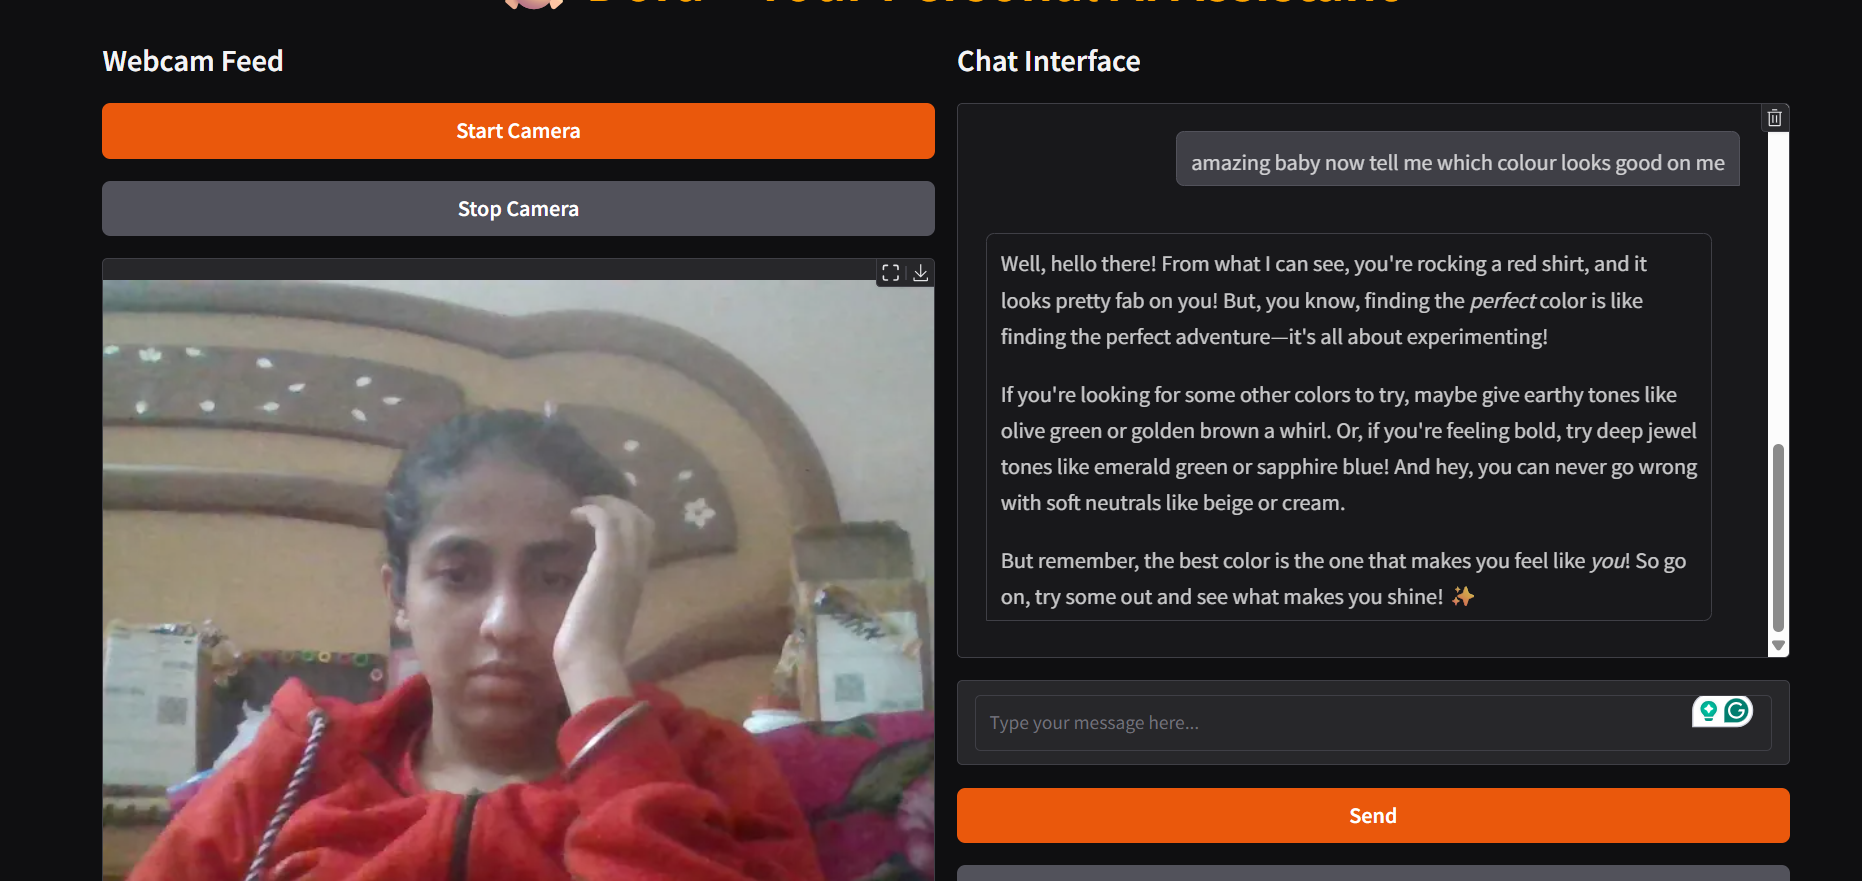 Your Personal AI Assistant
Webcam Feed
Start Camera
Stop Camera
Chat Interface
amazing baby now tell me which colour looks good on me
Well, hello there! From what I can see, you're rocking a red shirt, and it
looks pretty fab on you! But, you know, finding the perfect color is like
finding the perfect adventure—it's all about experimenting!
If you're looking for some other colors to try, maybe give earthy tones like
olive green or golden brown a whirl. Or, if you're feeling bold, try deep jewel
tones like emerald green or sapphire blue! And hey, you can never go wrong
with soft neutrals like beige or cream.
But remember, the best color is the one that makes you feel like you! So go
on, try some out and see what makes you shine! ✨
Type your message here...
Send